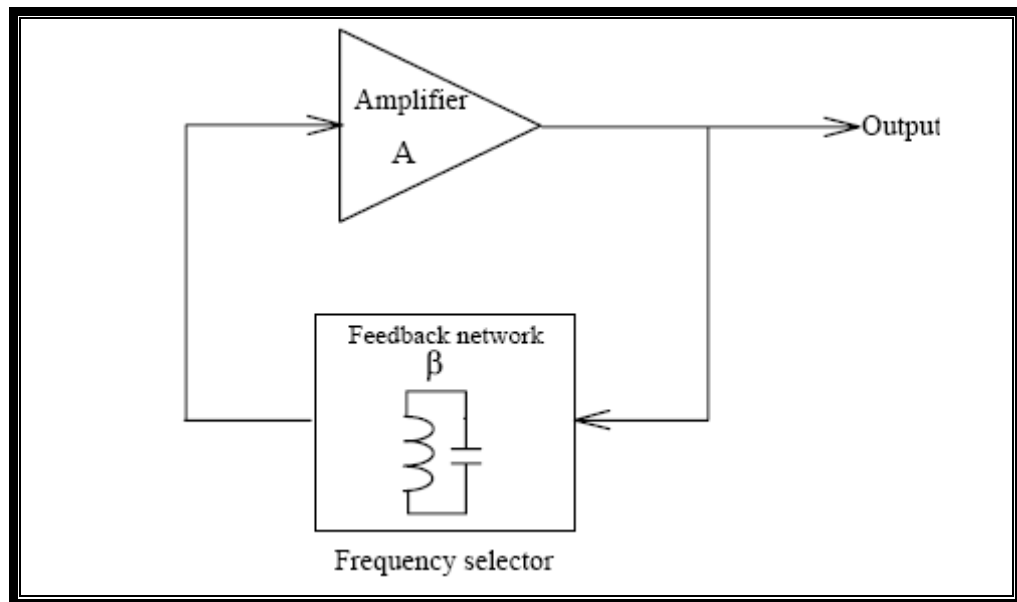 Amplifier
A
Output
Feedback network
β
Frequency selector